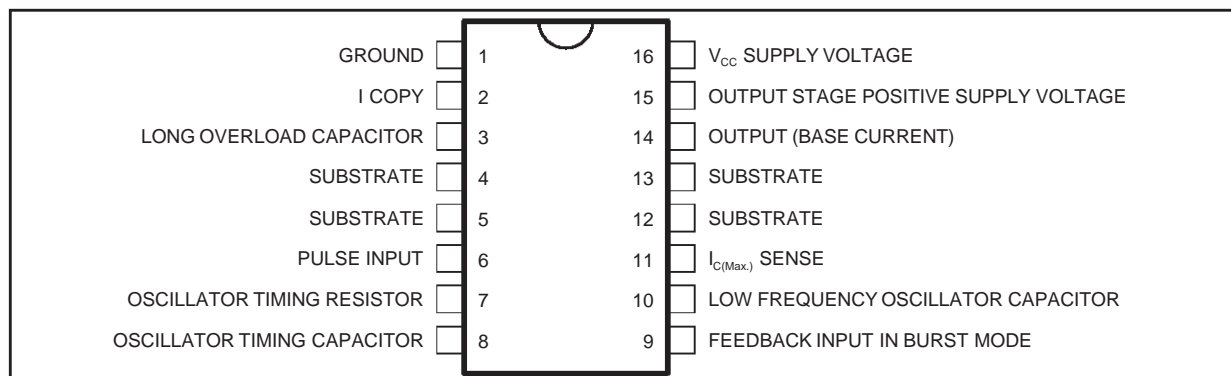 GROUND 1 16 V_CC SUPPLY VOLTAGE
I COPY 2 15 OUTPUT STAGE POSITIVE SUPPLY VOLTAGE
LONG OVERLOAD CAPACITOR 3 14 OUTPUT (BASE CURRENT)
SUBSTRATE 4 13 SUBSTRATE
SUBSTRATE 5 12 SUBSTRATE
PULSE INPUT 6 11 I_C(Max.) SENSE
OSCILLATOR TIMING RESISTOR 7 10 LOW FREQUENCY OSCILLATOR CAPACITOR
OSCILLATOR TIMING CAPACITOR 8 9 FEEDBACK INPUT IN BURST MODE